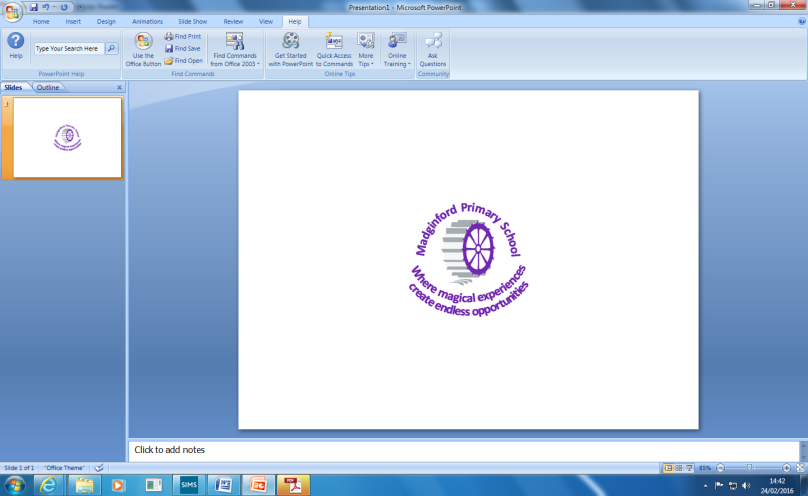 Presentation1 - Microsoft PowerPoint
Home Insert Design Animations Slide Show Review View Help
Help
Type Your Search Here
PowerPoint Help
Use the
Office Button
Find Print
Find Save
Find Open
Find Commands
from Office 2003
Find Commands
Get Started
with PowerPoint
Quick Access
to Commands
More
Tips
Online
Training
Online Tips
Ask
Questions
Community
Slides Outline
1
Madginford Primary School
Where magical experiences
create endless opportunities
Click to add notes
Slide 1 of 1 "Office Theme" 85%
SIMS
PDF
14:42
24/02/2016